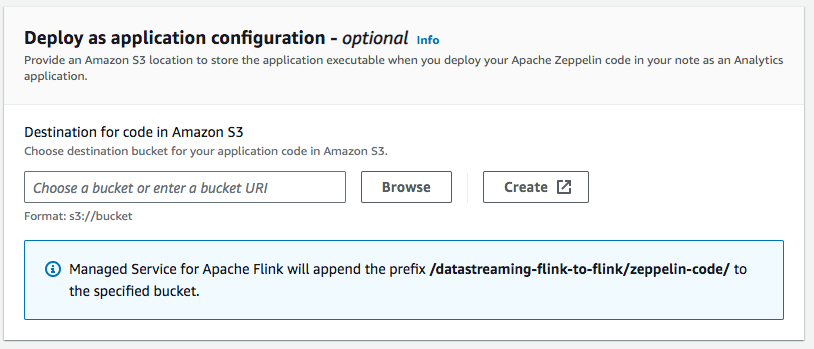 Deploy as application configuration - optional Info
Provide an Amazon S3 location to store the application executable when you deploy your Apache Zeppelin code in your note as an Analytics
application.
Destination for code in Amazon S3
Choose destination bucket for your application code in Amazon S3.
Choose a bucket or enter a bucket URI
Browse
Create
Format: s3://bucket
Managed Service for Apache Flink will append the prefix /datastreaming-flink-to-flink/zeppelin-code/ to
the specified bucket.